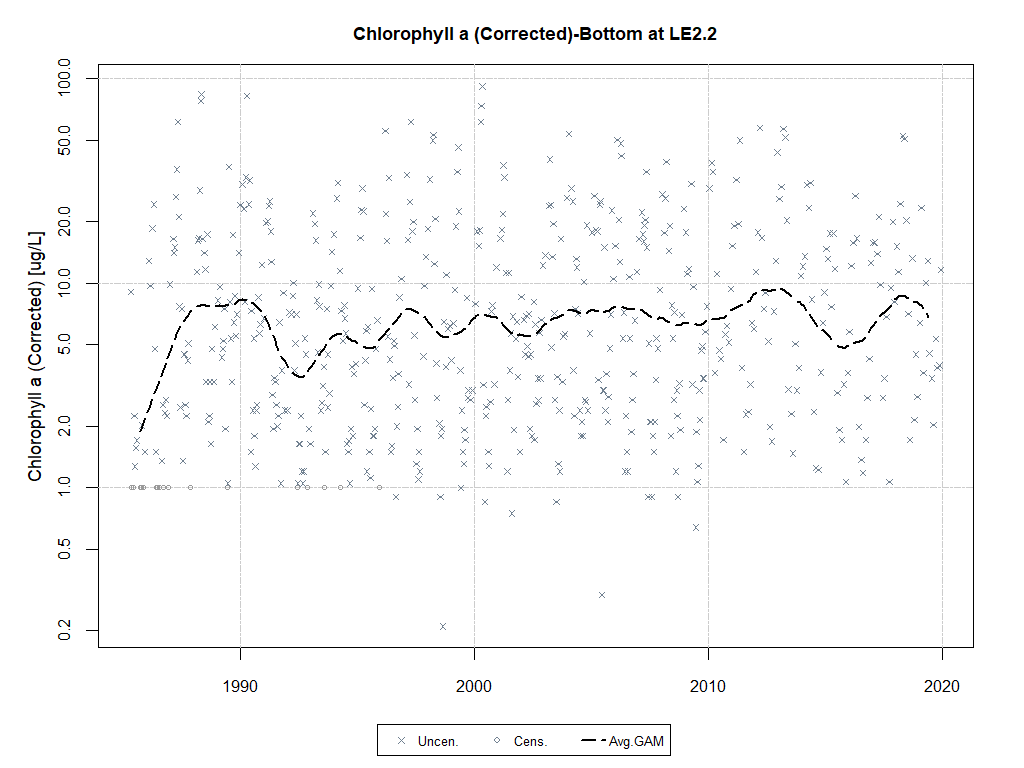 Chlorophyll a (Corrected)-Bottom at LE2.2
Chlorophyll a (Corrected) [ug/L]
100.0
50.0
20.0
10.0
5.0
2.0
1.0
0.5
0.2
1990 2000 2010 2020
Uncen. Cens. Avg.GAM